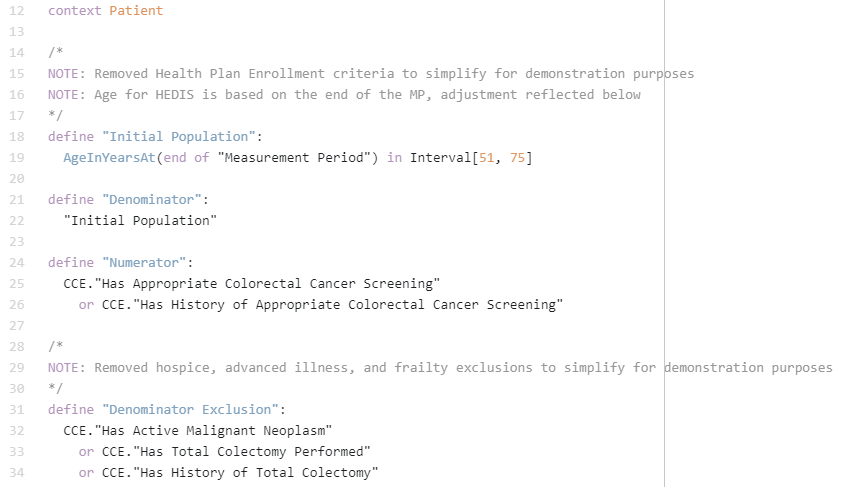 12 context Patient
13
14 /*
15 NOTE: Removed Health Plan Enrollment criteria to simplify for demonstration purposes
16 NOTE: Age for HEDIS is based on the end of the MP, adjustment reflected below
17 */
18 define "Initial Population":
19 AgeInYearsAt(end of "Measurement Period") in Interval[51, 75]
20
21 define "Denominator":
22 "Initial Population"
23
24 define "Numerator":
25 CCE."Has Appropriate Colorectal Cancer Screening"
26 or CCE."Has History of Appropriate Colorectal Cancer Screening"
27
28 /*
29 NOTE: Removed hospice, advanced illness, and frailty exclusions to simplify for demonstration purposes
30 */
31 define "Denominator Exclusion":
32 CCE."Has Active Malignant Neoplasm"
33 or CCE."Has Total Colectomy Performed"
34 or CCE."Has History of Total Colectomy"